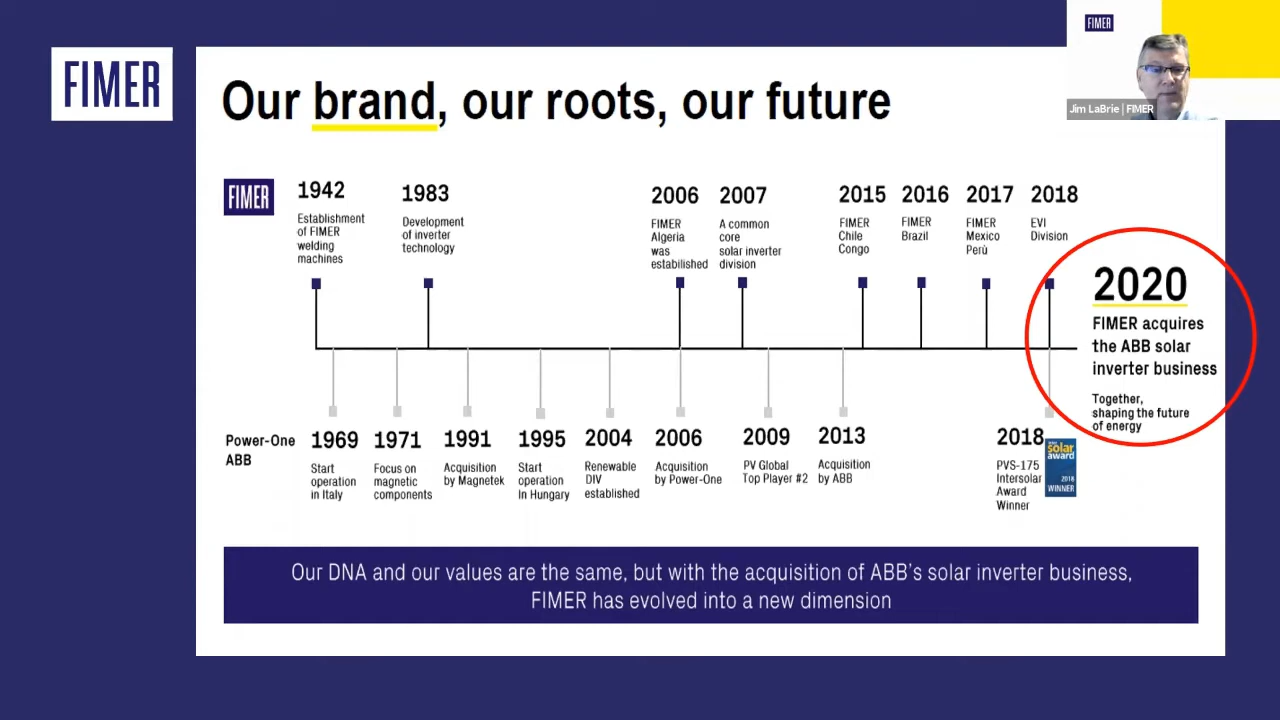 FIMER
FIMER
Jim LaBrie | FIMER
Our brand, our roots, our future
FIMER
1942
Establishment
of FIMER
welding
machines
1983
Development
of inverter
technology
2006
FIMER
Algeria
was
estabilished
2007
A common
core
solar inverter
division
2015
FIMER
Chile
Congo
2016
FIMER
Brazil
2017
FIMER
Mexico
Perù
2018
EVI
Division
2020
FIMER acquires
the ABB solar
inverter business
Together,
shaping the future
of energy
Power-One
ABB
1969
Start
operation
in Italy
1971
Focus on
magnetic
components
1991
Acquisition
by Magnetek
1995
Start
operation
In Hungary
2004
Renewable
DIV
established
2006
Acquisition
by Power-One
2009
PV Global
Top Player #2
2013
Acquisition
by ABB
2018
PVS-175
Intersolar
Award
Winner
solar
award
2018
WINNER
Our DNA and our values are the same, but with the acquisition of ABB's solar inverter business,
FIMER has evolved into a new dimension